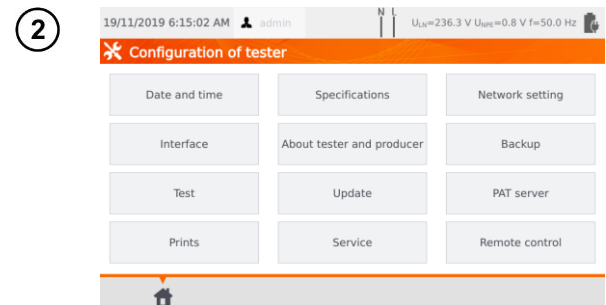 2
19/11/2019 6:15:02 AM admin N L ULN=236.3 V UNPE=0.8 V f=50.0 Hz
Configuration of tester
Date and time Specifications Network setting
Interface About tester and producer Backup
Test Update PAT server
Prints Service Remote control